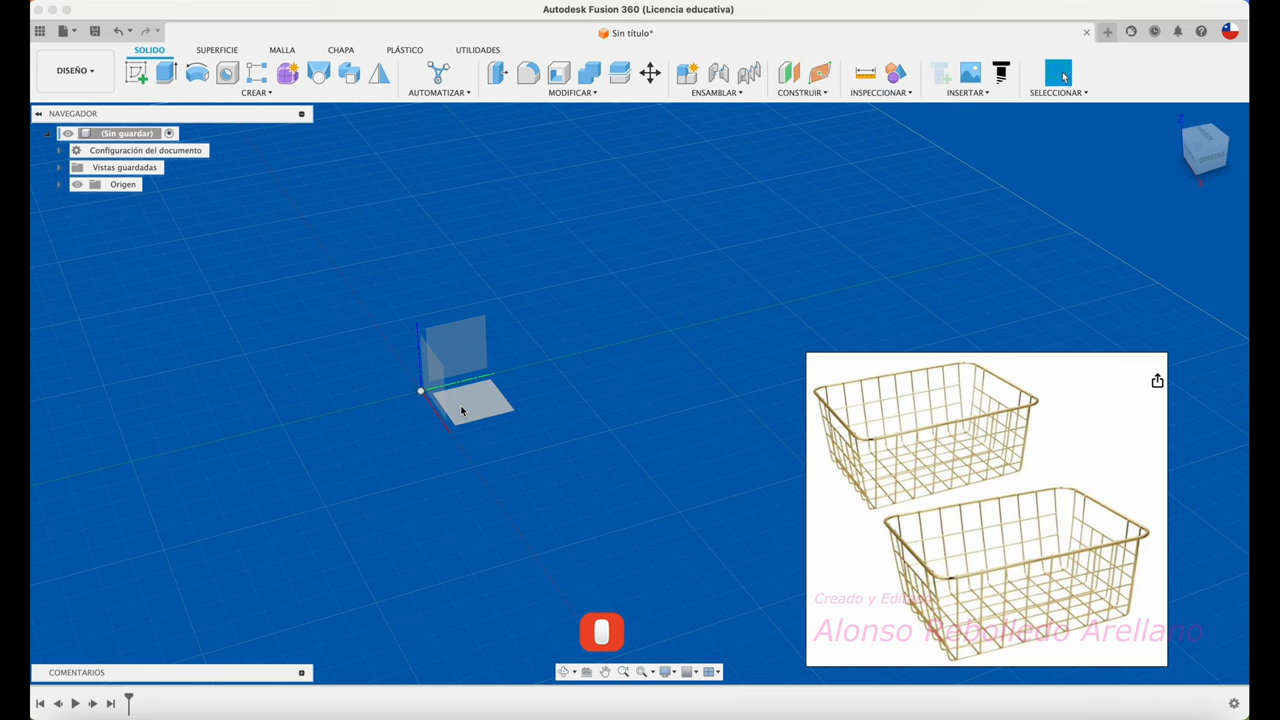 Autodesk Fusion 360 (Licencia educativa)
Sin título*
DISEÑO
SOLIDO
SUPERFICIE
MALLA
CHAPA
PLÁSTICO
UTILIDADES
CREAR
AUTOMATIZAR
MODIFICAR
ENSAMBLAR
CONSTRUIR
INSPECCIONAR
INSERTAR
SELECCIONAR
NAVEGADOR
(Sin guardar)
Configuración del documento
Vistas guardadas
Origen
Z
DERECHA
Creado y Editado
Alonso Rebolledo Arellano
COMENTARIOS